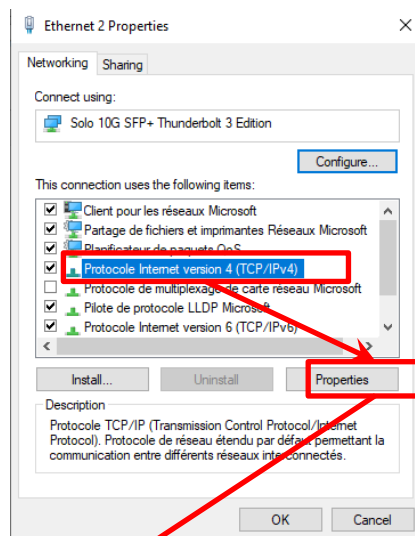 Ethernet 2 Properties
Networking Sharing
Connect using:
Solo 10G SFP+ Thunderbolt 3 Edition
Configure...
This connection uses the following items:
Client pour les réseaux Microsoft
Partage de fichiers et imprimantes Réseaux Microsoft
Planificateur de paquets QoS
Protocole Internet version 4 (TCP/IPv4)
Protocole de multiplexage de carte réseau Microsoft
Pilote de protocole LLDP Microsoft
Protocole Internet version 6 (TCP/IPv6)
Install... Uninstall Properties
Description
Protocole TCP/IP (Transmission Control Protocol/Internet
Protocol). Protocole de réseau étendu par défaut permettant la
communication entre différents réseaux interconnectés.
OK Cancel